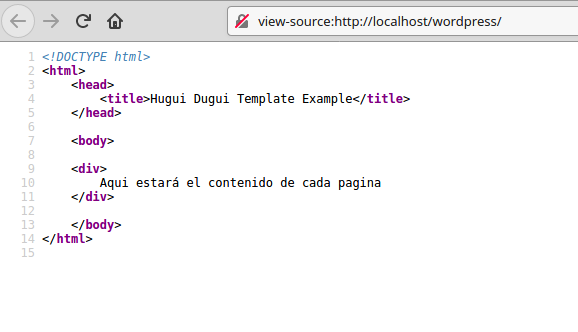 view-source:http://localhost/wordpress/
1 <!DOCTYPE html>
2 <html>
3     <head>
4         <title>Hugui Dugui Template Example</title>
5     </head>
6
7     <body>
8
9     <div>
10         Aqui estará el contenido de cada pagina
11     </div>
12
13     </body>
14 </html>
15